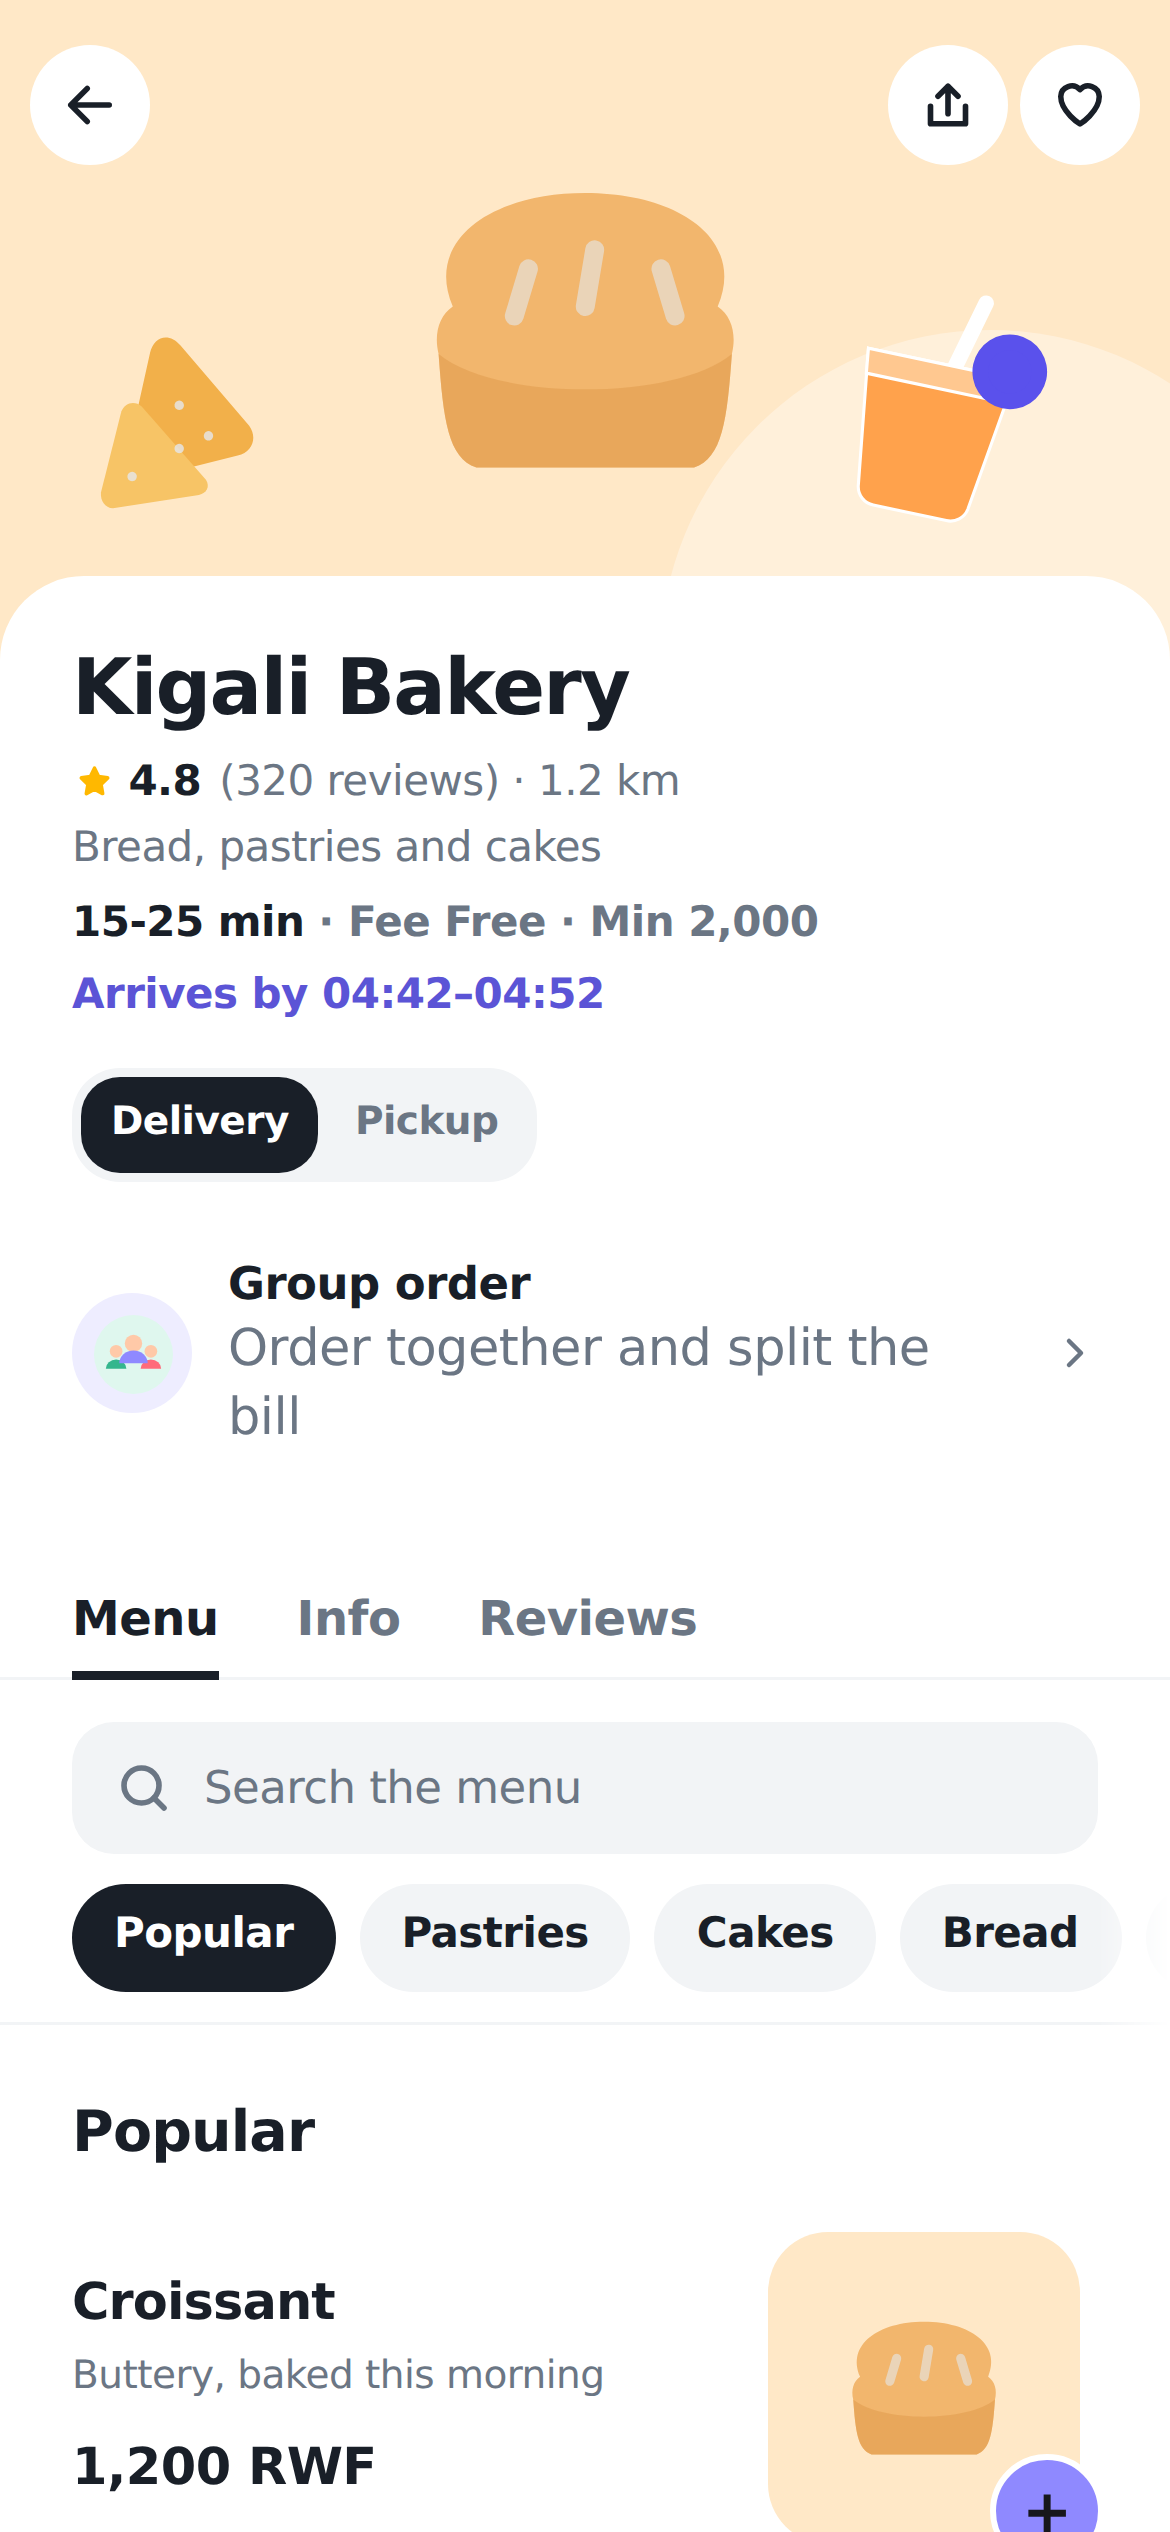 Kigali Bakery
4.8 (320 reviews) · 1.2 km
Bread, pastries and cakes
15-25 min · Fee Free · Min 2,000
Arrives by 04:42–04:52
Delivery Pickup
Group order
Order together and split the
bill
Menu Info Reviews
Search the menu
Popular Pastries Cakes Bread
Popular
Croissant
Buttery, baked this morning
1,200 RWF